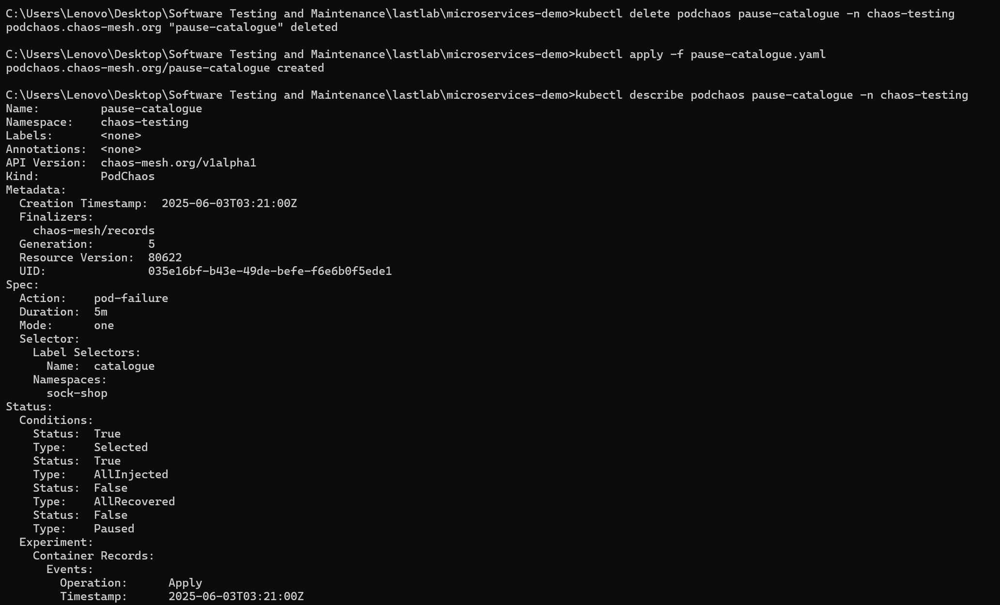 C:\Users\Lenovo\Desktop\Software Testing and Maintenance\lastlab\microservices-demo>kubectl delete podchaos pause-catalogue -n chaos-testing
podchaos.chaos-mesh.org "pause-catalogue" deleted
C:\Users\Lenovo\Desktop\Software Testing and Maintenance\lastlab\microservices-demo>kubectl apply -f pause-catalogue.yaml
podchaos.chaos-mesh.org/pause-catalogue created
C:\Users\Lenovo\Desktop\Software Testing and Maintenance\lastlab\microservices-demo>kubectl describe podchaos pause-catalogue -n chaos-testing
Name:         pause-catalogue
Namespace:    chaos-testing
Labels:       <none>
Annotations:  <none>
API Version:  chaos-mesh.org/v1alpha1
Kind:         PodChaos
Metadata:
  Creation Timestamp:  2025-06-03T03:21:00Z
  Finalizers:
    chaos-mesh/records
  Generation:        5
  Resource Version:  80622
  UID:               035e16bf-b43e-49de-befe-f6e6b0f5ede1
Spec:
  Action:    pod-failure
  Duration:  5m
  Mode:      one
  Selector:
    Label Selectors:
      Name:  catalogue
    Namespaces:
      sock-shop
Status:
  Conditions:
    Status:  True
    Type:    Selected
    Status:  True
    Type:    AllInjected
    Status:  False
    Type:    AllRecovered
    Status:  False
    Type:    Paused
  Experiment:
    Container Records:
      Events:
        Operation:      Apply
        Timestamp:      2025-06-03T03:21:00Z